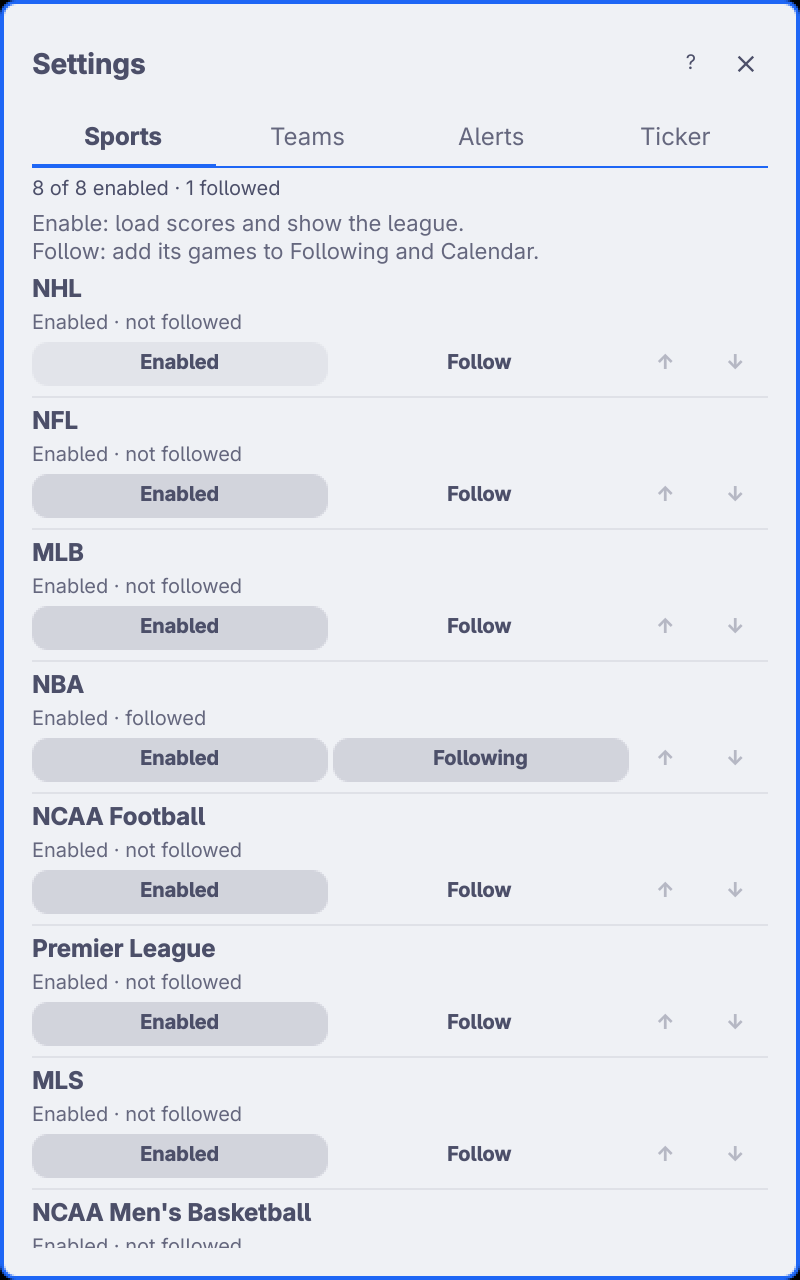 Settings ?
Sports Teams Alerts Ticker
8 of 8 enabled · 1 followed
Enable: load scores and show the league.
Follow: add its games to Following and Calendar.
NHL
Enabled · not followed
Enabled Follow ↑ ↓
NFL
Enabled · not followed
Enabled Follow ↑ ↓
MLB
Enabled · not followed
Enabled Follow ↑ ↓
NBA
Enabled · followed
Enabled Following ↑ ↓
NCAA Football
Enabled · not followed
Enabled Follow ↑ ↓
Premier League
Enabled · not followed
Enabled Follow ↑ ↓
MLS
Enabled · not followed
Enabled Follow ↑ ↓
NCAA Men's Basketball
Enabled · not followed